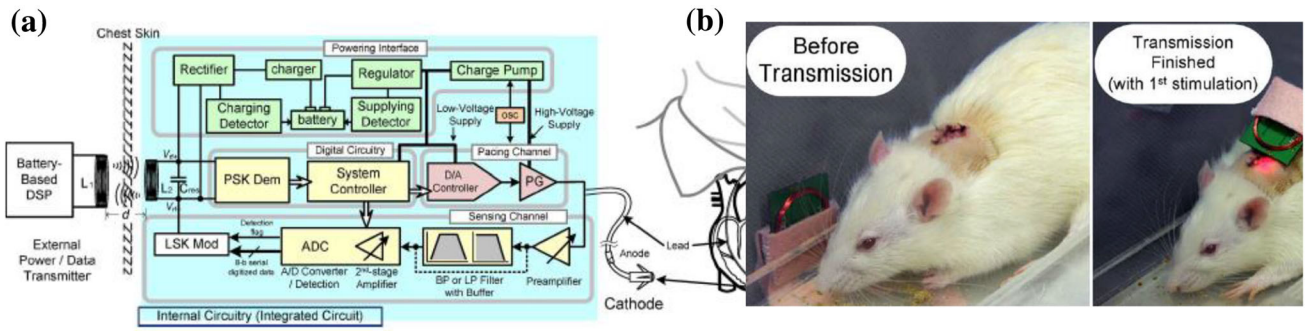 (a)
Chest Skin
Powering Interface
Rectifier
charger
Regulator
Charge Pump
Charging
Detector
battery
Supplying
Detector
Low-Voltage
Supply
osc
High-Voltage
Supply
Battery-
Based
DSP
L1
L2
Cres
d
External
Power / Data
Transmitter
Digital Circuitry
PSK Dem
System
Controller
Pacing Channel
D/A
Controller
PG
Sensing Channel
LSK Mod
Detection
flag
8-b serial
digitized data
ADC
A/D Converter
/ Detection
2nd-stage
Amplifier
BP or LP Filter
with Buffer
Preamplifier
Lead
Anode
Cathode
Internal Circuitry (Integrated Circuit)
(b)
Before
Transmission
Transmission
Finished
(with 1st stimulation)